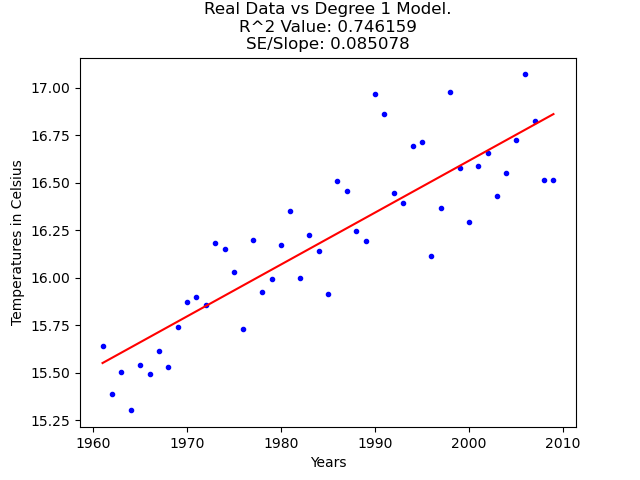 Real Data vs Degree 1 Model.
R^2 Value: 0.746159
SE/Slope: 0.085078
17.00
16.75
16.50
16.25
16.00
15.75
15.50
15.25
Temperatures in Celsius
1960 1970 1980 1990 2000 2010
Years